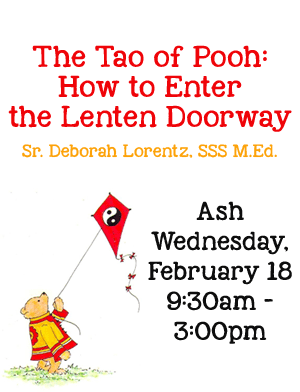 The Tao of Pooh:
How to Enter
the Lenten Doorway
Sr. Deborah Lorentz, SSS M.Ed.
Ash
Wednesday,
February 18
9:30am -
3:00pm